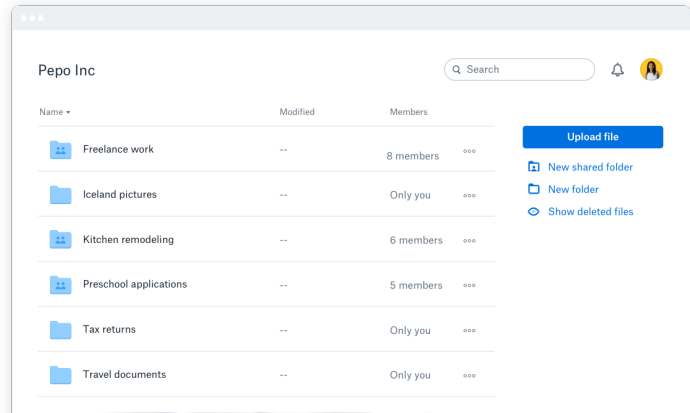 Pepo Inc
Search
Name Modified Members
Freelance work -- 8 members
Iceland pictures -- Only you
Kitchen remodeling -- 6 members
Preschool applications -- 5 members
Tax returns -- Only you
Travel documents -- Only you
Upload file
New shared folder
New folder
Show deleted files